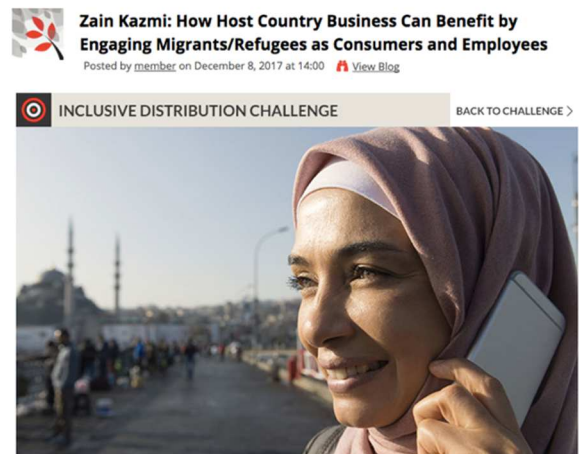 Zain Kazmi: How Host Country Business Can Benefit by
Engaging Migrants/Refugees as Consumers and Employees
Posted by member on December 8, 2017 at 14:00 View Blog
INCLUSIVE DISTRIBUTION CHALLENGE
BACK TO CHALLENGE >